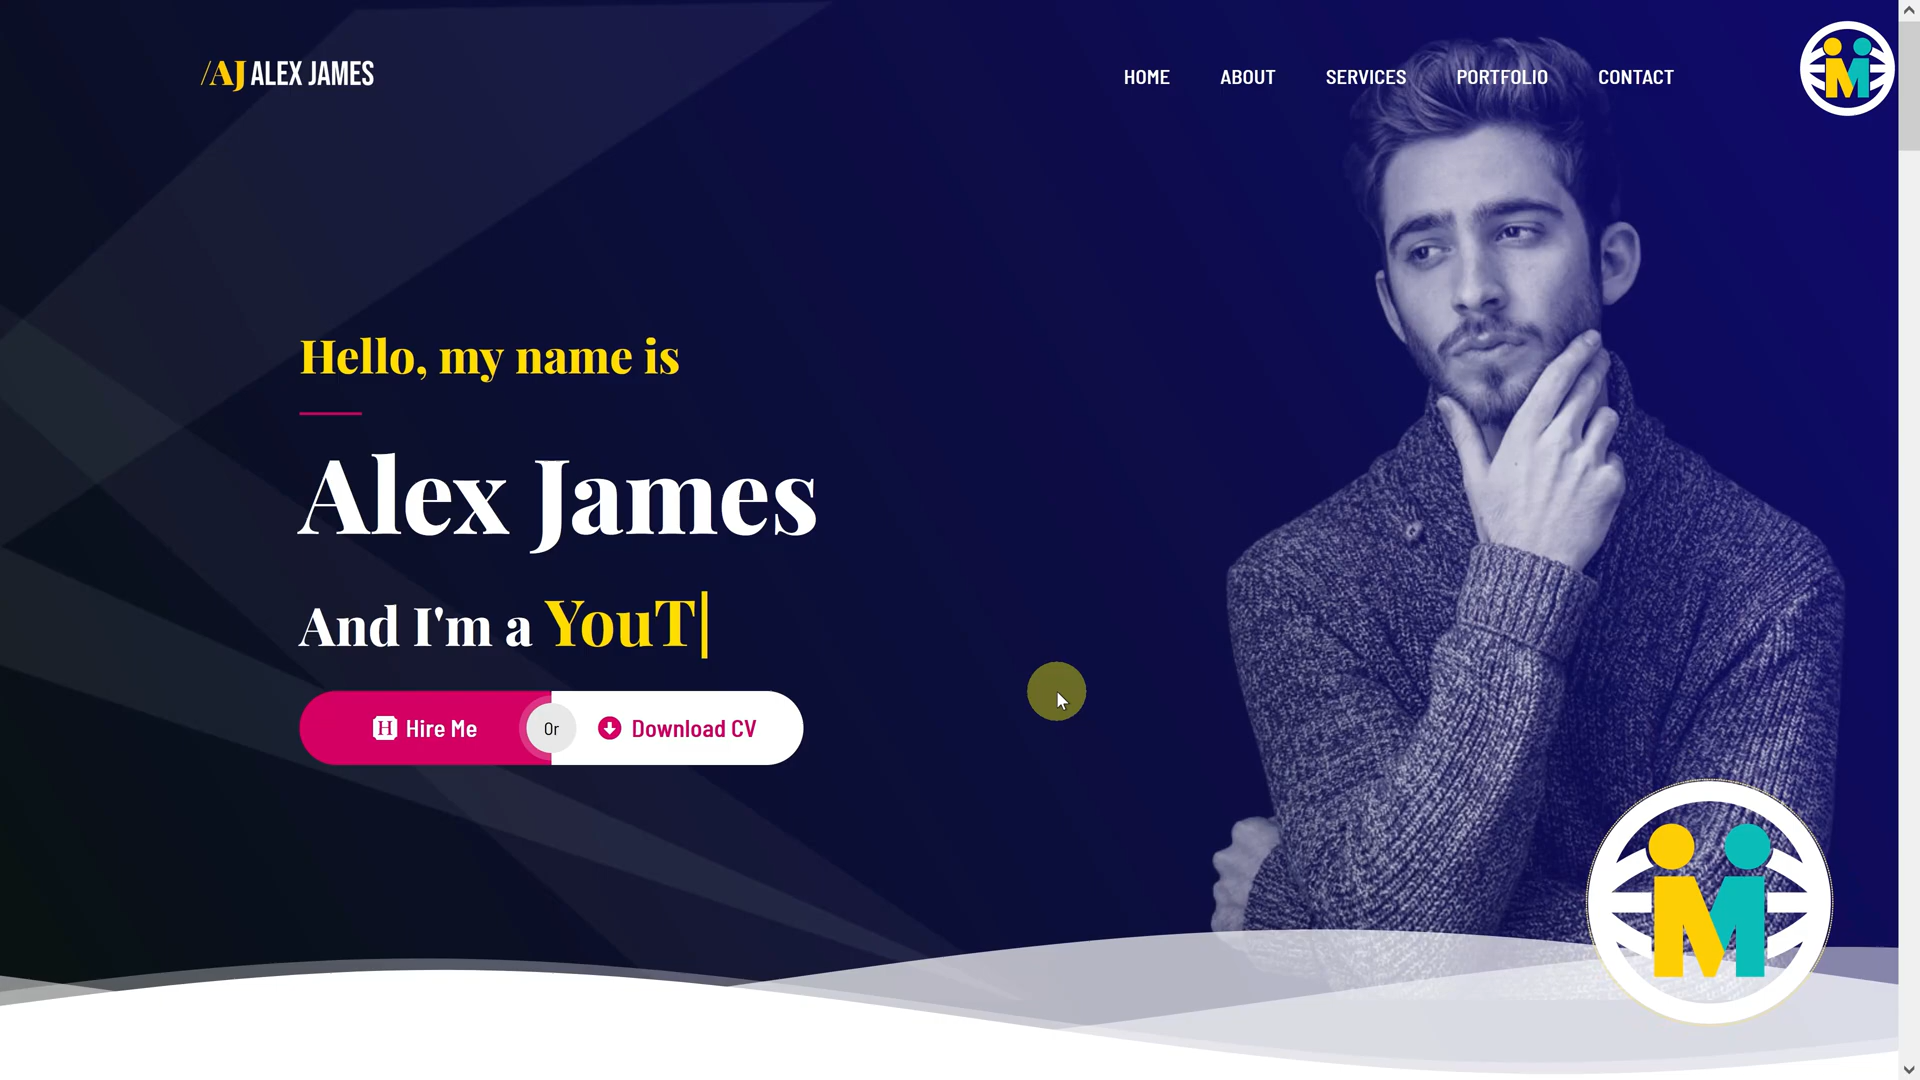 /AJ ALEX JAMES
HOME ABOUT SERVICES PORTFOLIO CONTACT
M
Hello, my name is
Alex James
And I'm a YouT|
H Hire Me Or Download CV
M